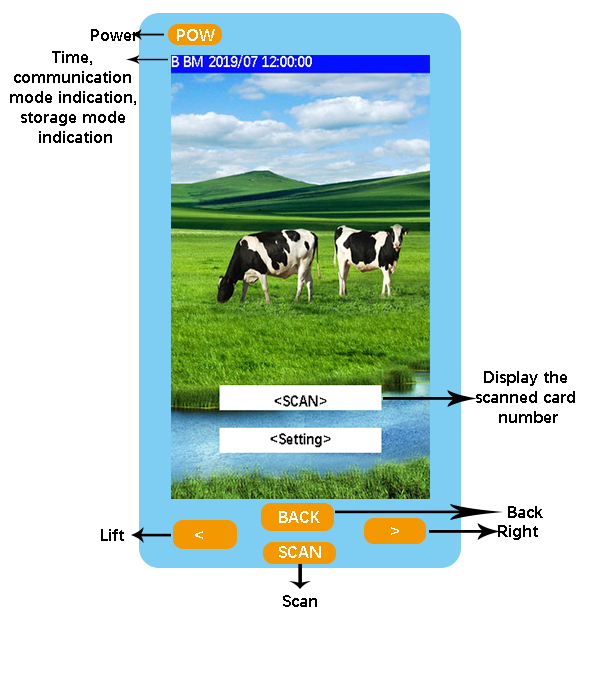 Power
POW
Time,
communication
mode indication,
storage mode
indication
B BM 2019/07 12:00:00
<SCAN>
Display the
scanned card
number
<Setting>
BACK
Back
Lift
<
>
Right
SCAN
Scan